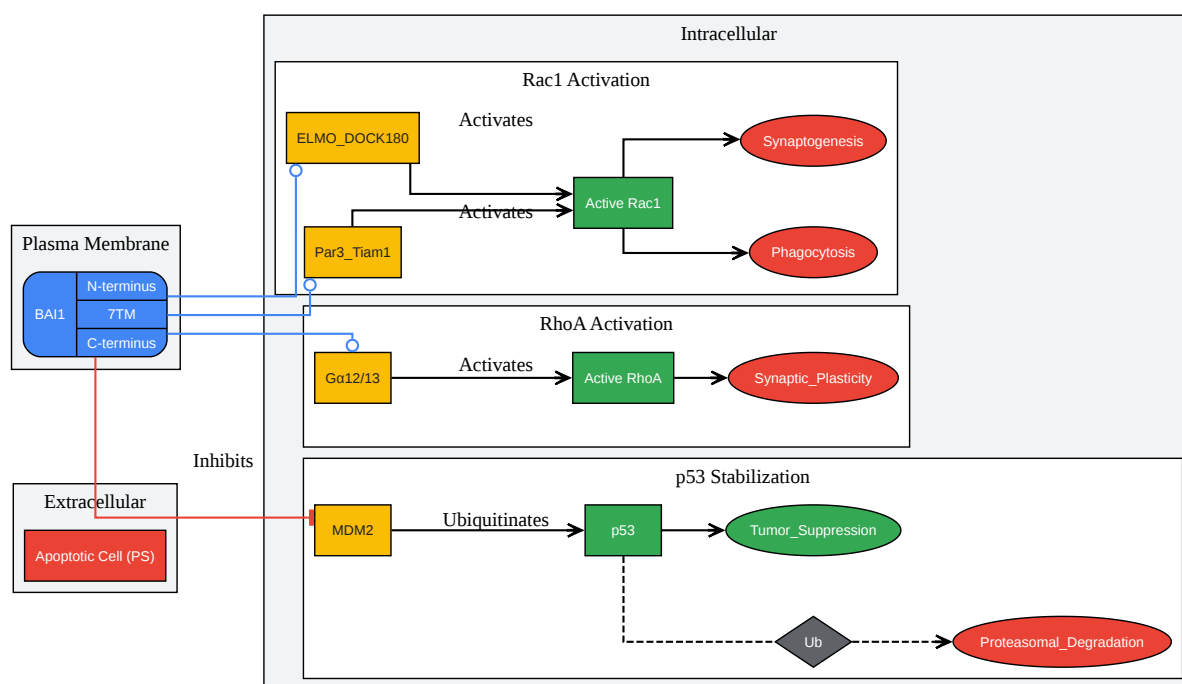 Intracellular
Rac1 Activation
ELMO_DOCK180
Activates
Synaptogenesis
Active Rac1
Activates
Par3_Tiam1
Phagocytosis
Plasma Membrane
BAI1
N-terminus
7TM
C-terminus
RhoA Activation
Gα12/13
Activates
Active RhoA
Synaptic_Plasticity
Inhibits
Extracellular
Apoptotic Cell (PS)
p53 Stabilization
MDM2
Ubiquitinates
p53
Tumor_Suppression
Ub
Proteasomal_Degradation